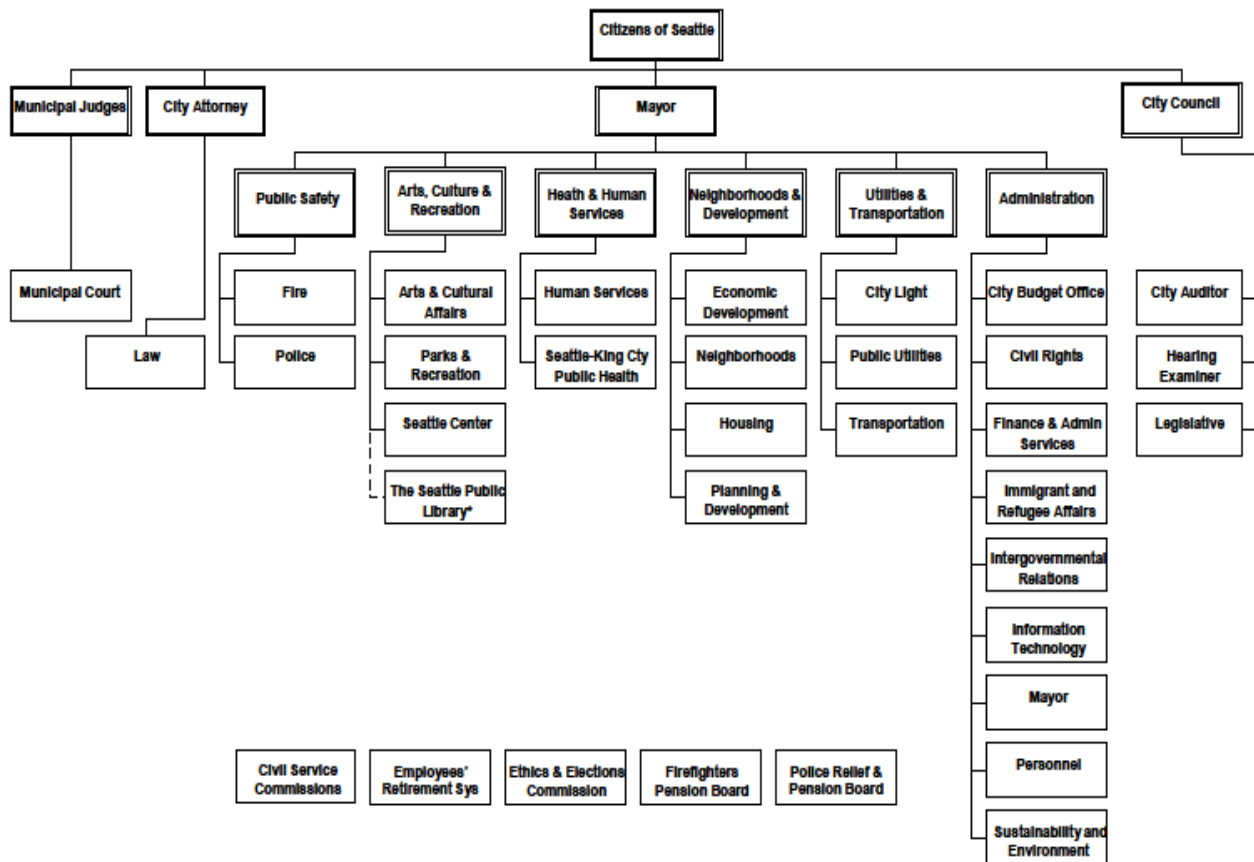 Citizens of Seattle
Municipal Judges
City Attorney
Mayor
City Council
Public Safety
Arts, Culture &
Recreation
Heath & Human
Services
Neighborhoods &
Development
Utilities &
Transportation
Administration
Municipal Court
Law
Fire
Police
Arts & Cultural
Affairs
Parks &
Recreation
Seattle Center
The Seattle Public
Library*
Human Services
Seattle-King Cty
Public Health
Economic
Development
Neighborhoods
Housing
Planning &
Development
City Light
Public Utilities
Transportation
City Budget Office
Civil Rights
Finance & Admin
Services
Immigrant and
Refugee Affairs
Intergovernmental
Relations
Information
Technology
Mayor
Personnel
Sustainability and
Environment
City Auditor
Hearing
Examiner
Legislative
Civil Service
Commissions
Employees'
Retirement Sys
Ethics & Elections
Commission
Firefighters
Pension Board
Police Relief &
Pension Board